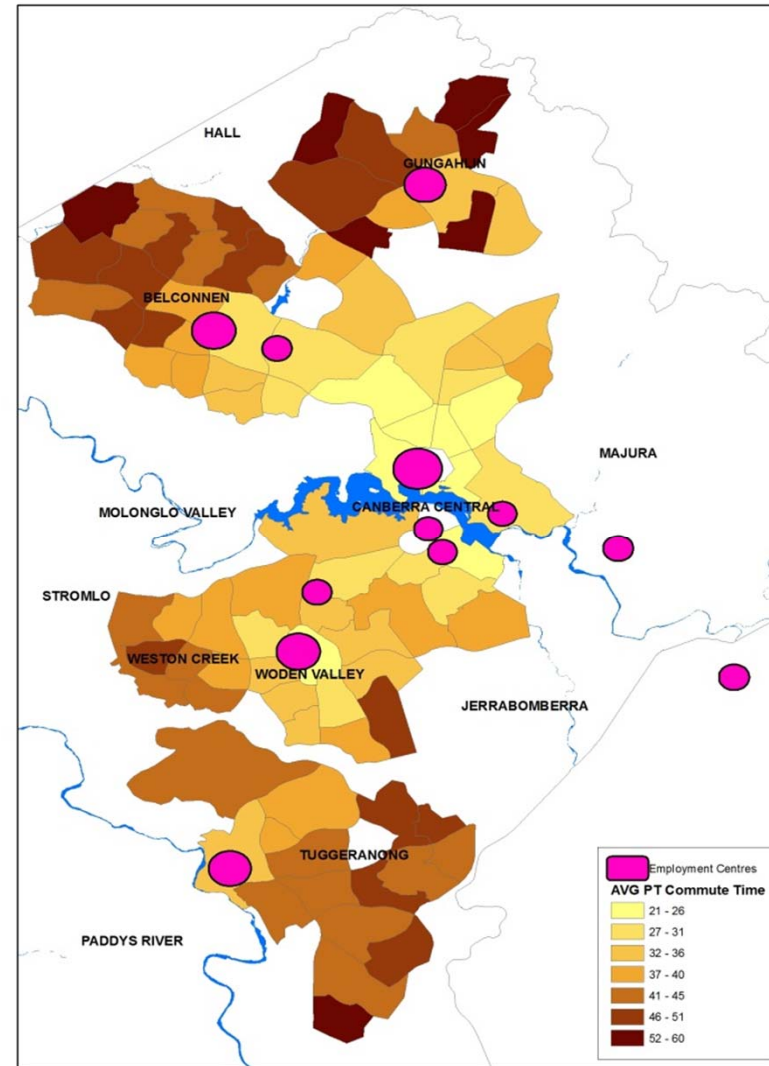 HALL
GUNGAHLIN
BELCONNEN
MAJURA
MOLONGLO VALLEY
CANBERRA CENTRAL
STROMLO
WESTON CREEK
WODEN VALLEY
JERRABOMBERRA
TUGGERANONG
PADDYS RIVER
Employment Centres
AVG PT Commute Time
21 - 26
27 - 31
32 - 36
37 - 40
41 - 45
46 - 51
52 - 60